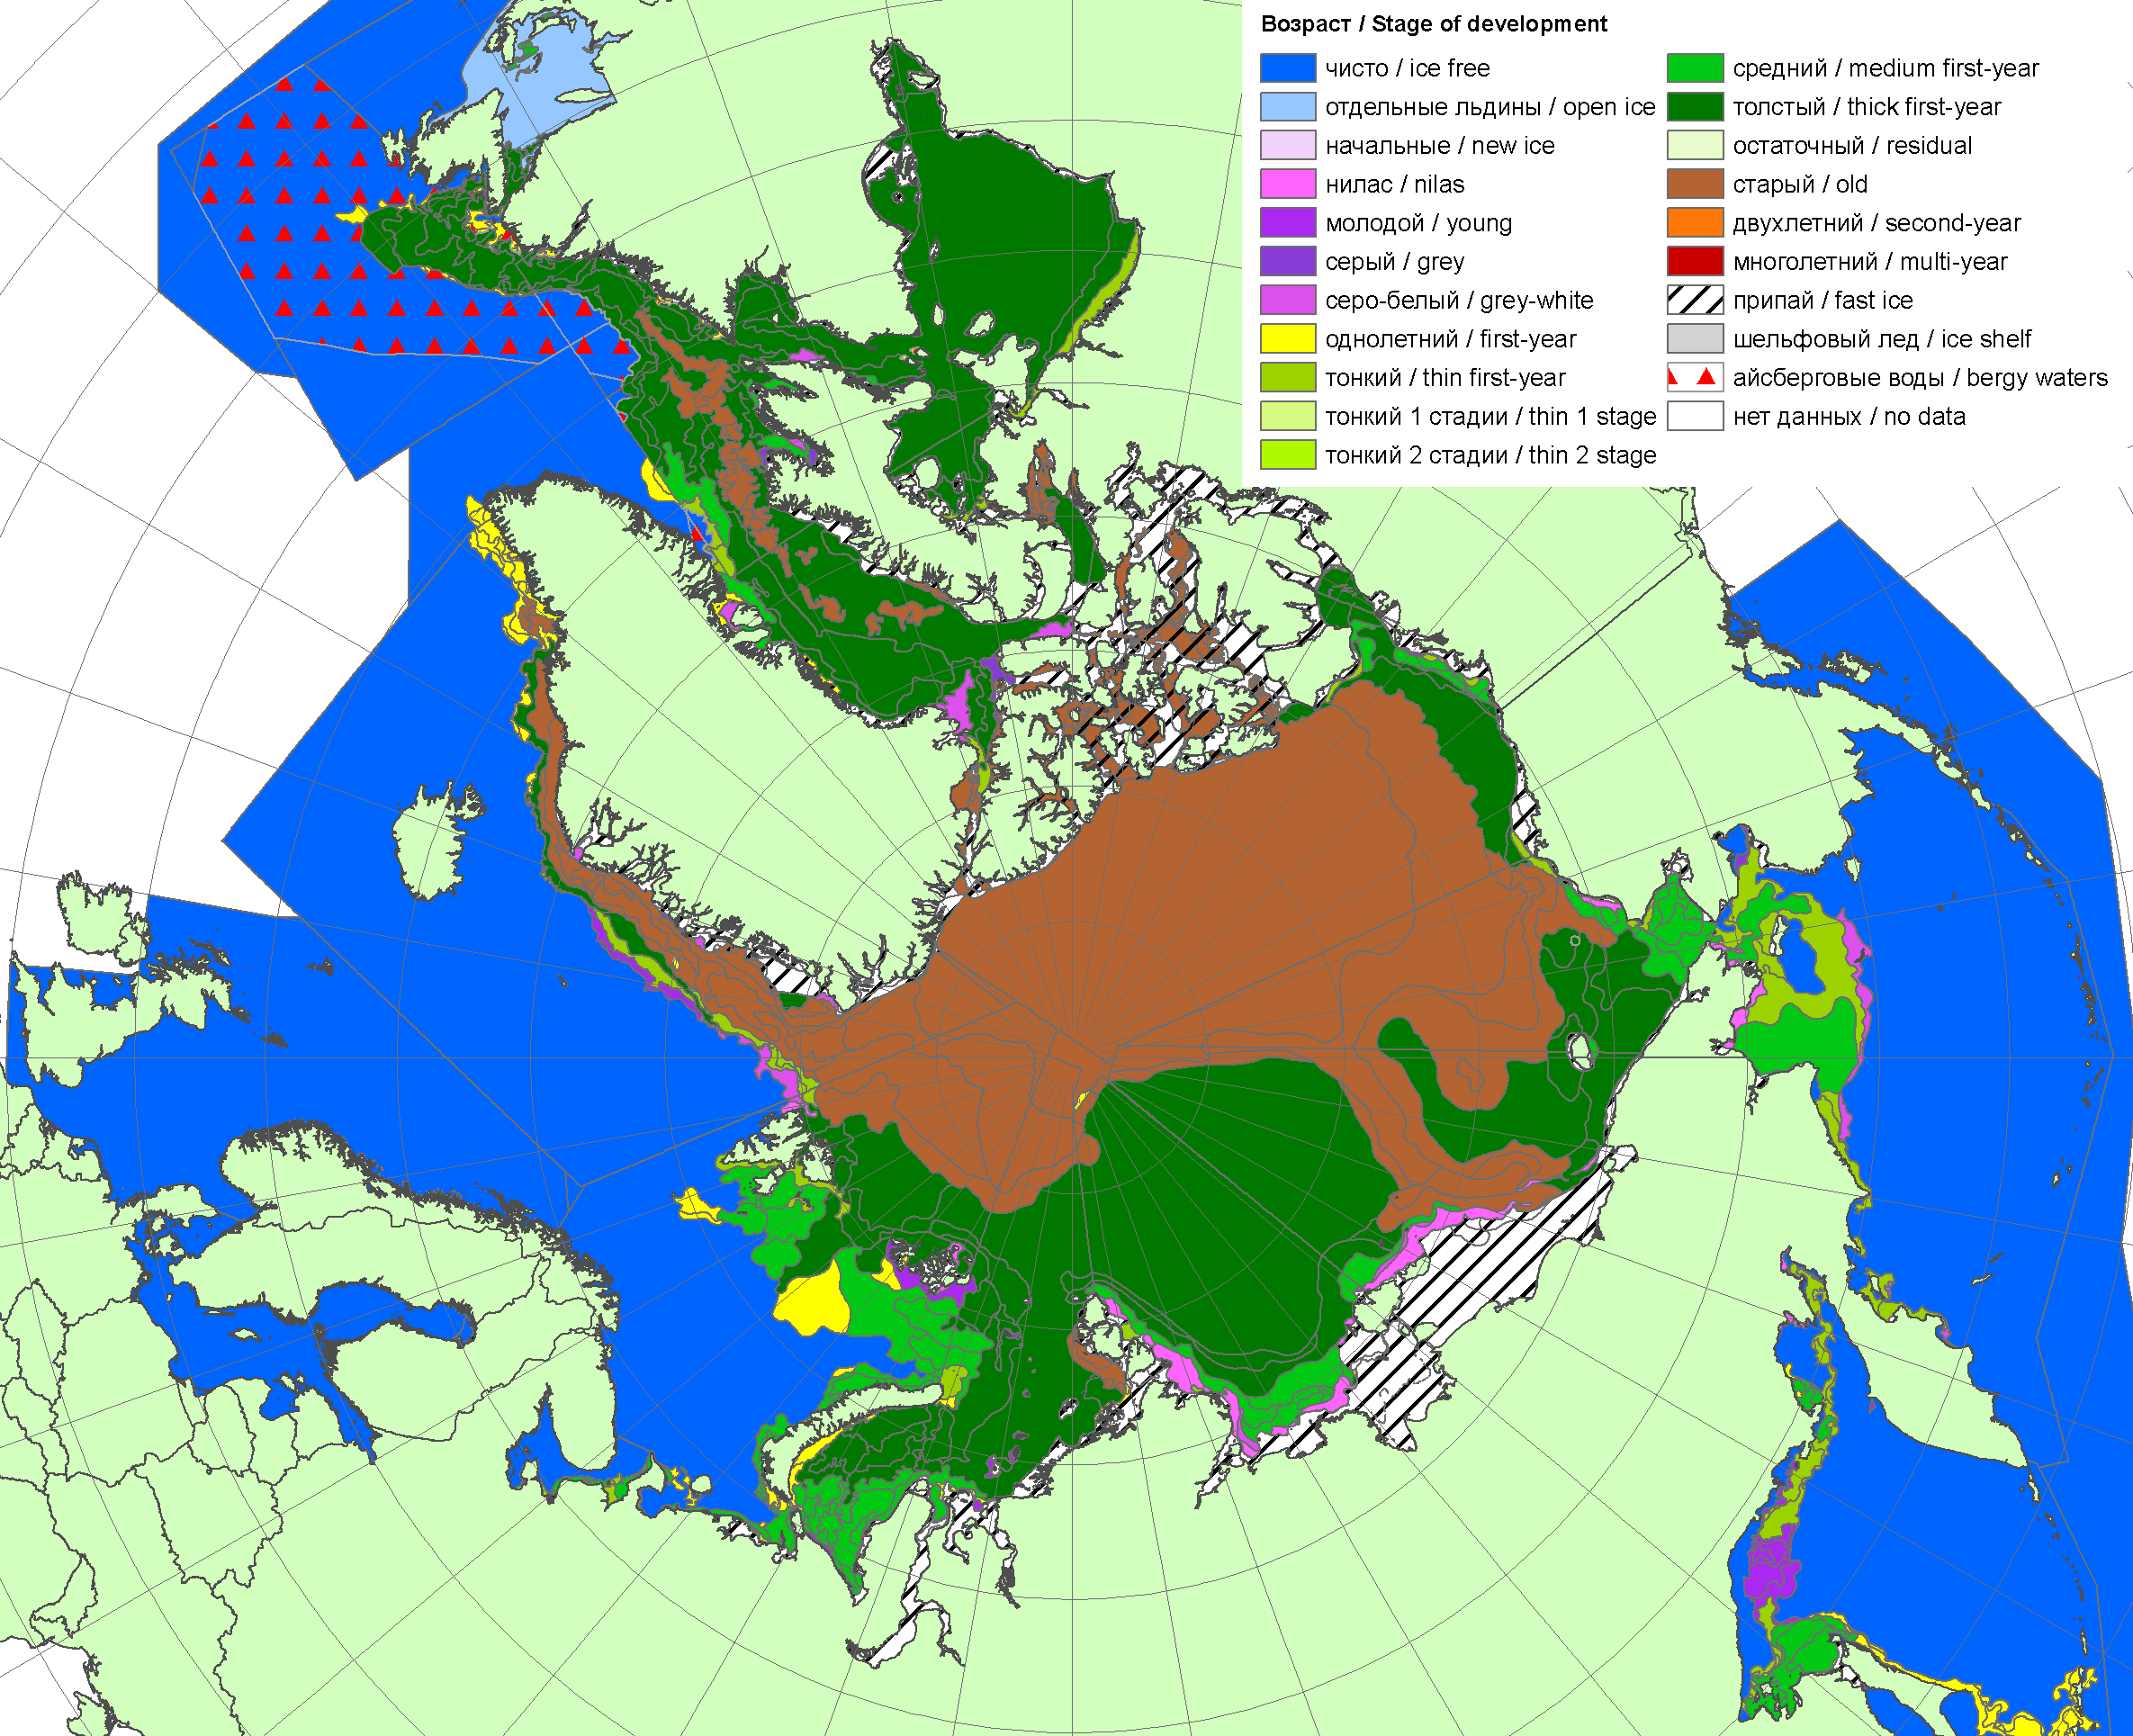 Возраст / Stage of development
чисто / ice free
отдельные льдины / open ice
начальные / new ice
нилас / nilas
молодой / young
серый / grey
серо-белый / grey-white
однолетний / first-year
тонкий / thin first-year
тонкий 1 стадии / thin 1 stage
тонкий 2 стадии / thin 2 stage
средний / medium first-year
толстый / thick first-year
остаточный / residual
старый / old
двухлетний / second-year
многолетний / multi-year
припай / fast ice
шельфовый лед / ice shelf
айсберговые воды / bergy waters
нет данных / no data